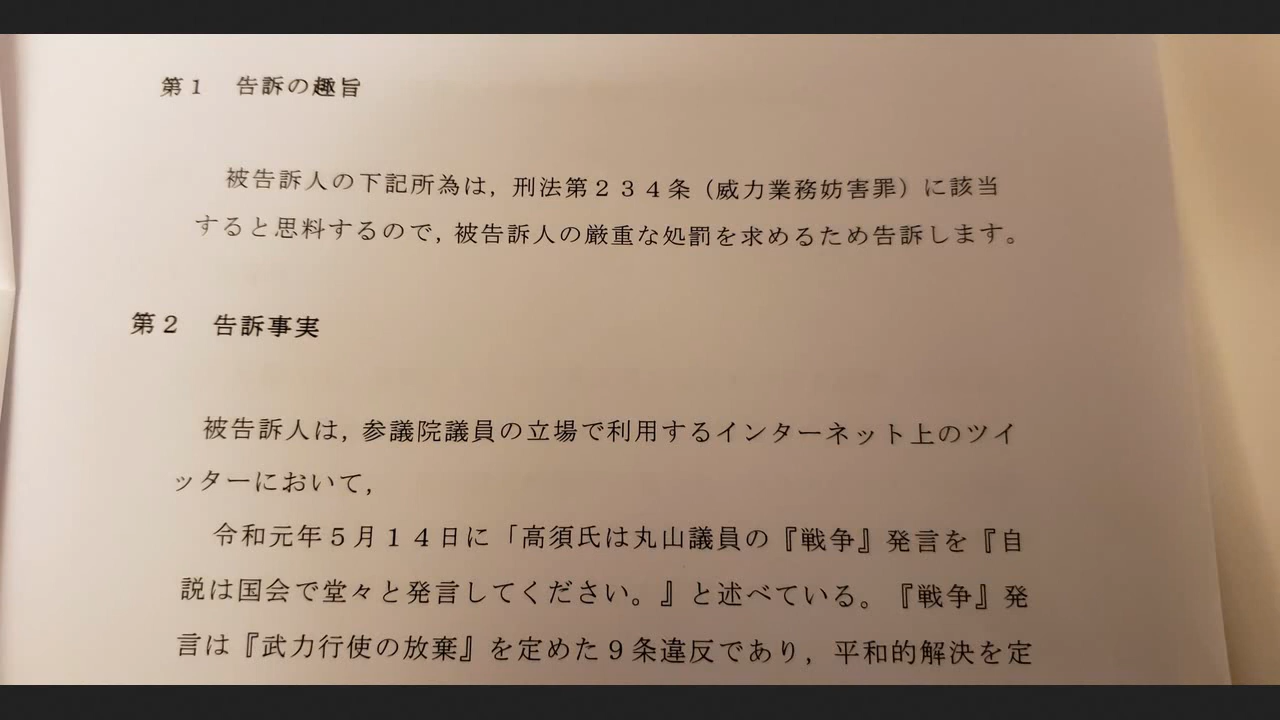 第１　告訴の趣旨
被告訴人の下記所為は，刑法第２３４条（威力業務妨害罪）に該当
すると思料するので，被告訴人の厳重な処罰を求めるため告訴します。
第２　告訴事実
被告訴人は，参議院議員の立場で利用するインターネット上のツイ
ッターにおいて，
令和元年５月１４日に「高須氏は丸山議員の『戦争』発言を『自
説は国会で堂々と発言してください。』と述べている。『戦争』発
言は『武力行使の放棄』を定めた９条違反であり，平和的解決を定